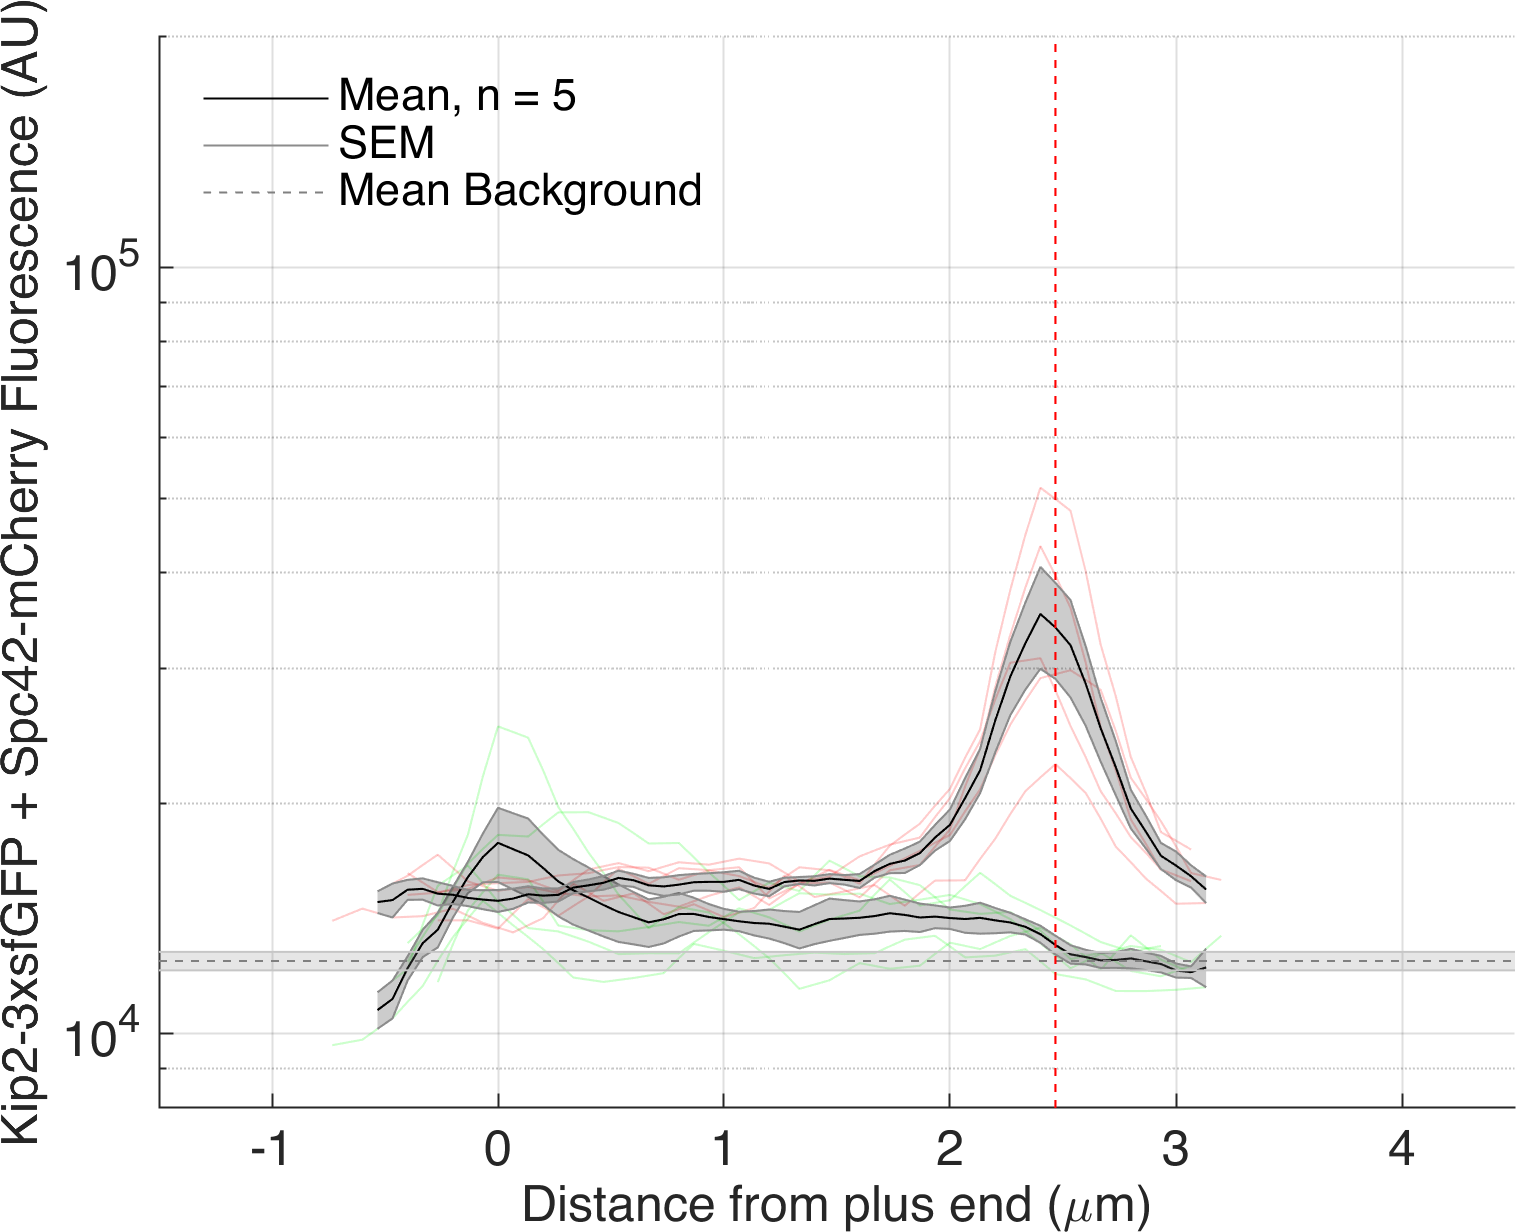 Kip2-3xsfGFP + Spc42-mCherry Fluorescence (AU)
Mean, n = 5
SEM
Mean Background
10^5
10^4
-1 0 1 2 3 4
Distance from plus end (μm)